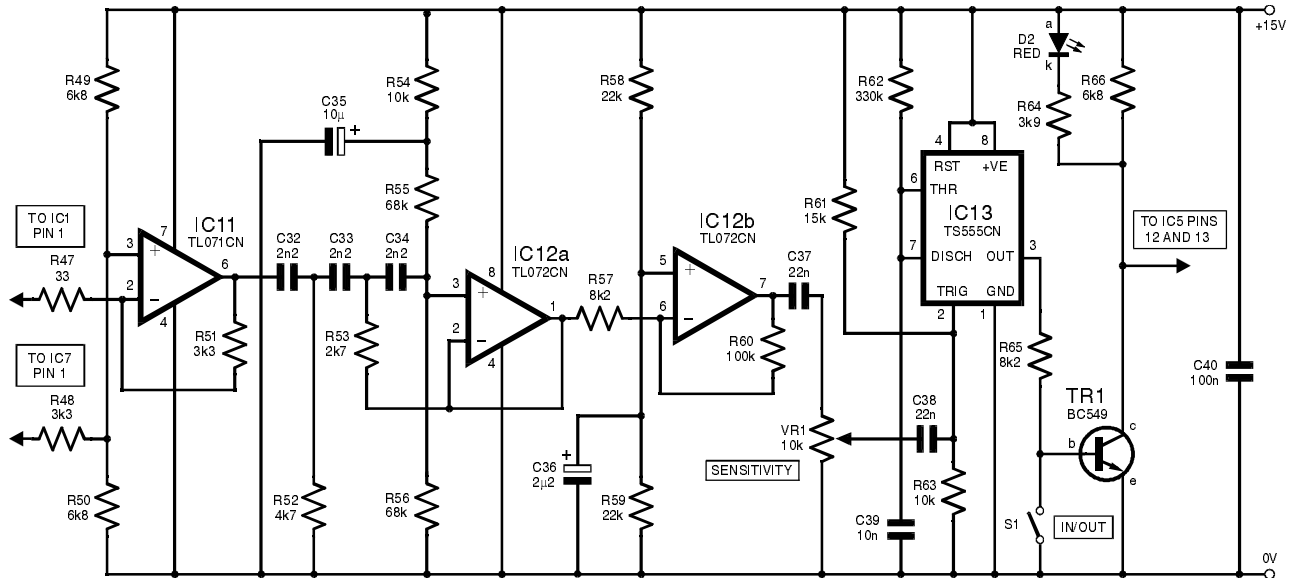 +15V
R49
6k8
C35
10µ
+
R54
10k
R58
22k
R62
330k
a
D2
RED
k
R64
3k9
R66
6k8
4
8
RST
+VE
6
THR
IC13
TS555CN
7
DISCH
OUT
3
TRIG
GND
2
1
R55
68k
R61
15k
TO IC1
PIN 1
R47
33
IC11
TL071CN
7
3
+
2
−
6
4
C32
2n2
C33
2n2
C34
2n2
IC12a
TL072CN
8
3
+
2
−
1
4
R57
8k2
IC12b
TL072CN
5
+
6
−
7
C37
22n
TO IC5 PINS
12 AND 13
R51
3k3
R53
2k7
R60
100k
R65
8k2
C40
100n
TO IC7
PIN 1
R48
3k3
VR1
10k
C38
22n
TR1
BC549
c
b
e
SENSITIVITY
+
C36
2µ2
R50
6k8
R52
4k7
R56
68k
R59
22k
R63
10k
C39
10n
S1
IN/OUT
0V